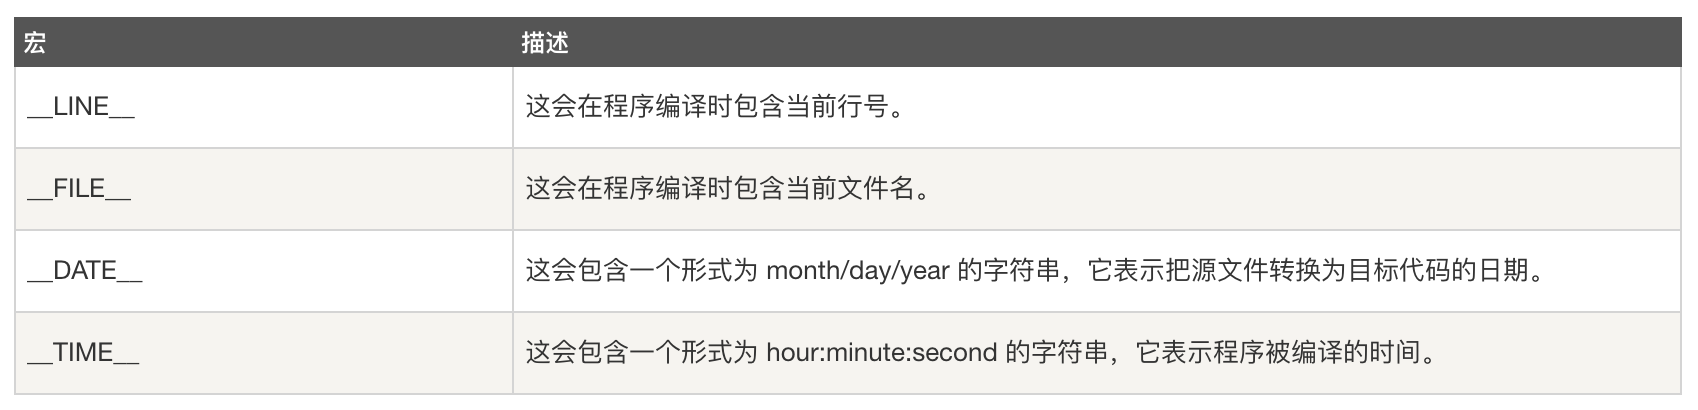 宏 描述
__LINE__ 这会在程序编译时包含当前行号。
__FILE__ 这会在程序编译时包含当前文件名。
__DATE__ 这会包含一个形式为 month/day/year 的字符串，它表示把源文件转换为目标代码的日期。
__TIME__ 这会包含一个形式为 hour:minute:second 的字符串，它表示程序被编译的时间。